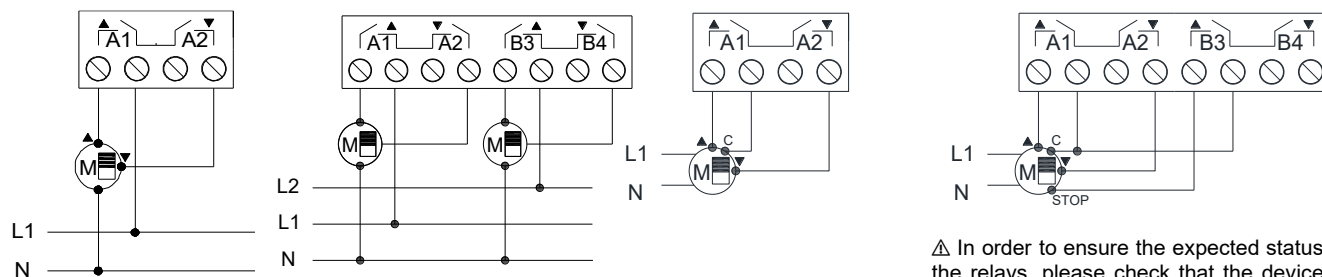 ▲ A1 A2 ▼
M
L1
N
▲ ▼
A1 A2 B3 B4
M M
L2
L1
N
A1 A2
C
L1
M
N
A1 A2 B3 B4
C
L1
M
N
STOP
⚠ In order to ensure the expected status
the relays, please check that the device